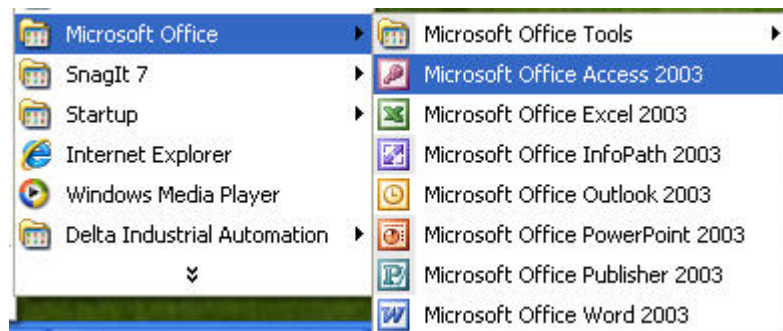 Microsoft Office
SnagIt 7
Startup
Internet Explorer
Windows Media Player
Delta Industrial Automation
Microsoft Office Tools
Microsoft Office Access 2003
Microsoft Office Excel 2003
Microsoft Office InfoPath 2003
Microsoft Office Outlook 2003
Microsoft Office PowerPoint 2003
Microsoft Office Publisher 2003
Microsoft Office Word 2003